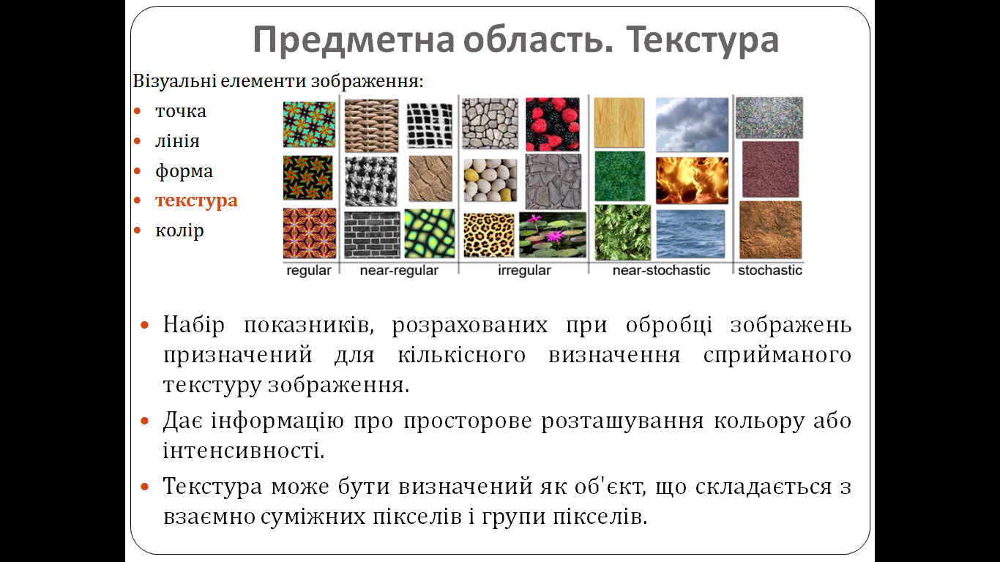 Предметна область. Текстура
Візуальні елементи зображення:
• точка
• лінія
• форма
• текстура
• колір
regular near-regular irregular near-stochastic stochastic
• Набір показників, розрахованих при обробці зображень
призначений для кількісного визначення сприйманого
текстуру зображення.
• Дає інформацію про просторове розташування кольору або
інтенсивності.
• Текстура може бути визначений як об'єкт, що складається з
взаємно суміжних пікселів і групи пікселів.